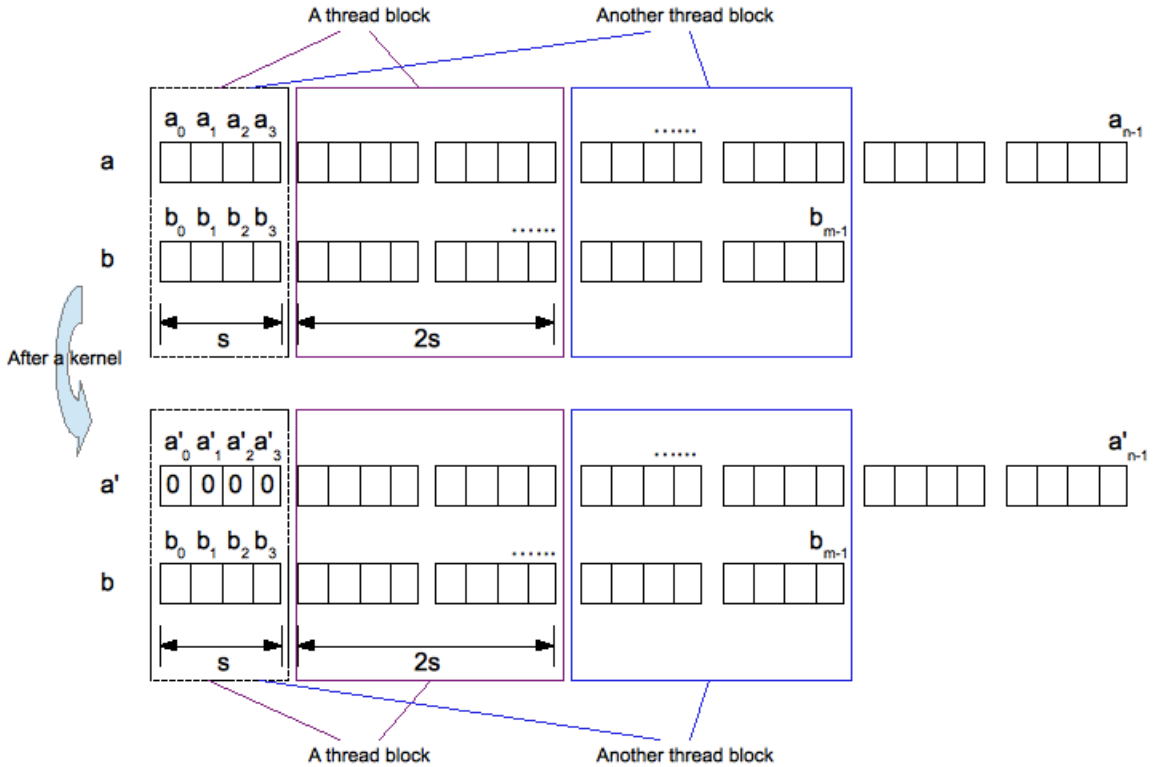 A thread block Another thread block
a₀ a₁ a₂ a₃ …… aₙ₋₁
a
b₀ b₁ b₂ b₃ …… bₘ₋₁
b
s 2s
After a kernel
a'₀ a'₁ a'₂ a'₃ …… a'ₙ₋₁
a' 0 0 0 0
b₀ b₁ b₂ b₃ …… bₘ₋₁
b
s 2s
A thread block Another thread block